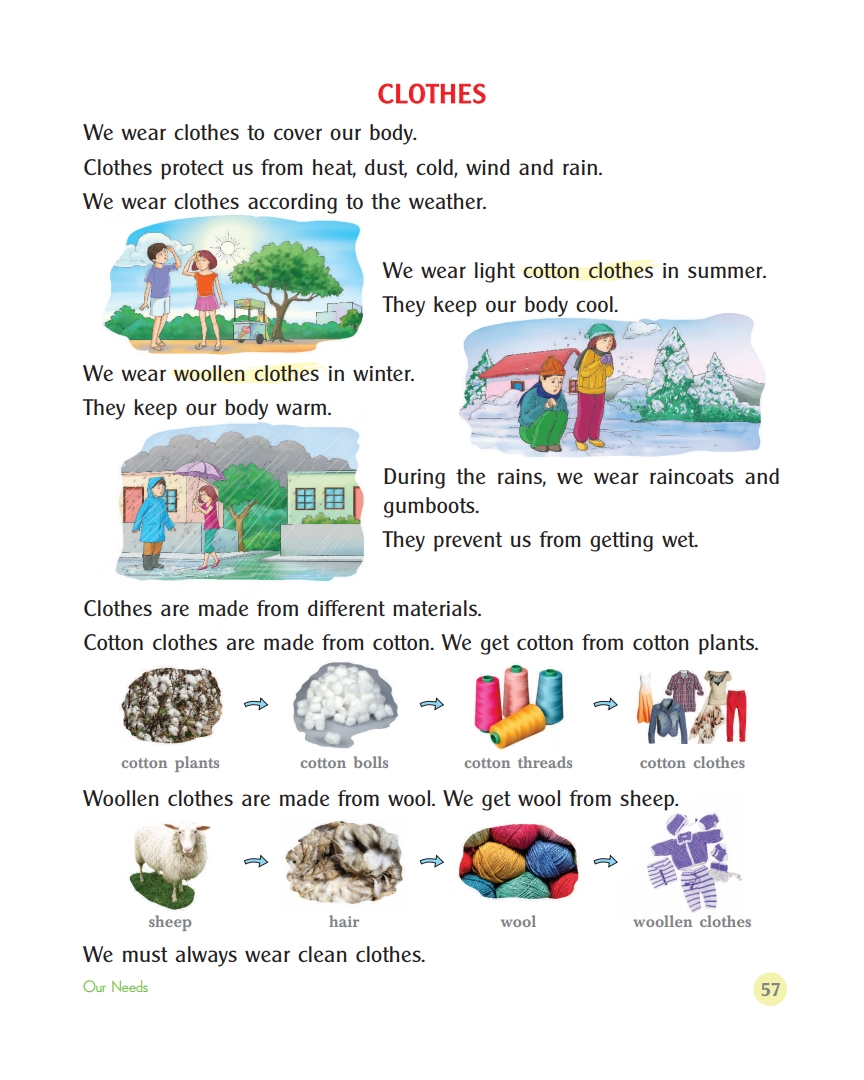 CLOTHES
We wear clothes to cover our body.
Clothes protect us from heat, dust, cold, wind and rain.
We wear clothes according to the weather.
We wear light cotton clothes in summer.
They keep our body cool.
We wear woollen clothes in winter.
They keep our body warm.
During the rains, we wear raincoats and
gumboots.
They prevent us from getting wet.
Clothes are made from different materials.
Cotton clothes are made from cotton. We get cotton from cotton plants.
cotton plants
cotton bolls
cotton threads
cotton clothes
Woollen clothes are made from wool. We get wool from sheep.
sheep
hair
wool
woollen clothes
We must always wear clean clothes.
Our Needs
57